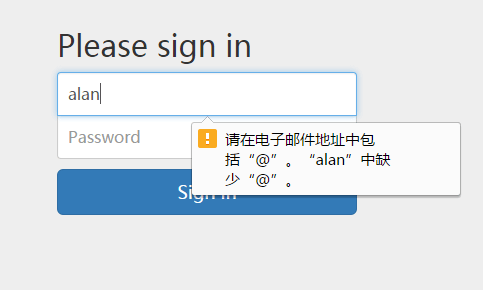 Please sign in
alan
Password
请在电子邮件地址中包
括“@”。“alan”中缺
少“@”。
Sign in